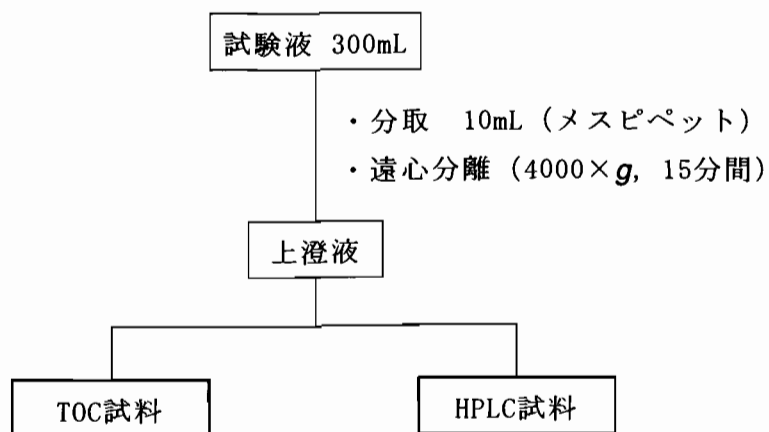 試験液 300mL
・分取 10mL (メスピペット)
・遠心分離 (4000×g, 15分間)
上澄液
TOC試料
HPLC試料